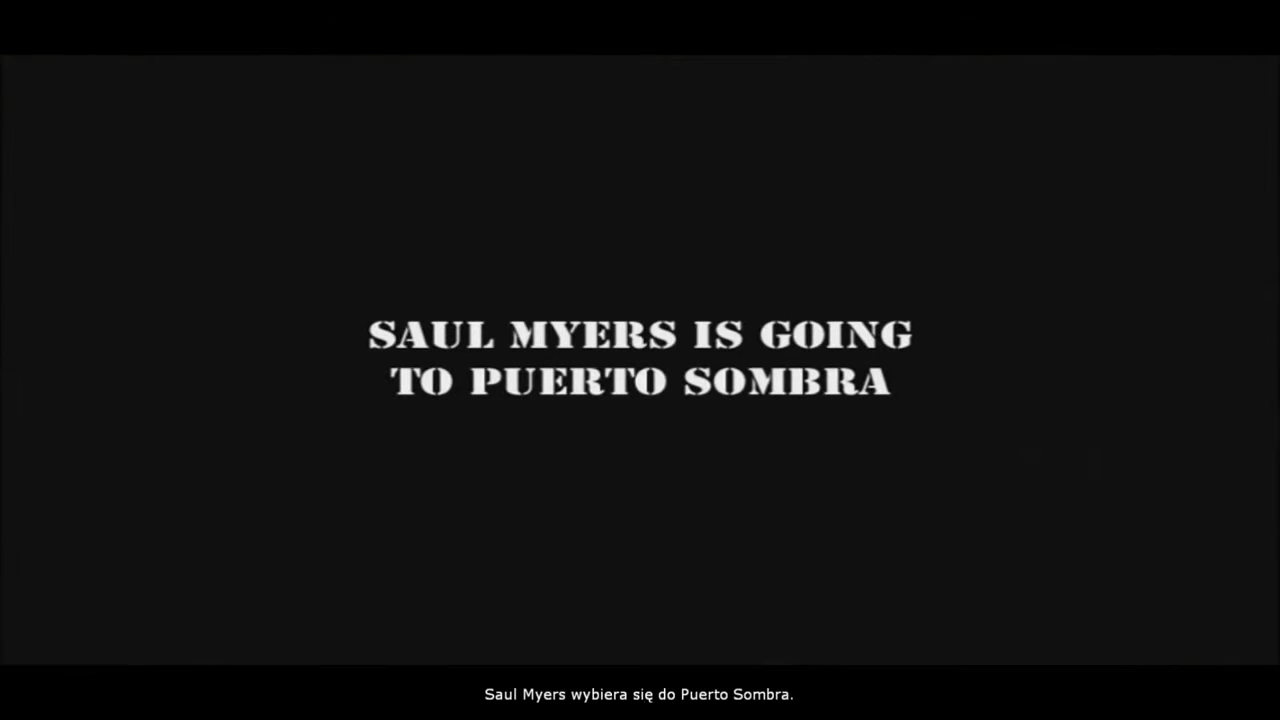 SAUL MYERS IS GOING
TO PUERTO SOMBRA
Saul Myers wybiera się do Puerto Sombra.